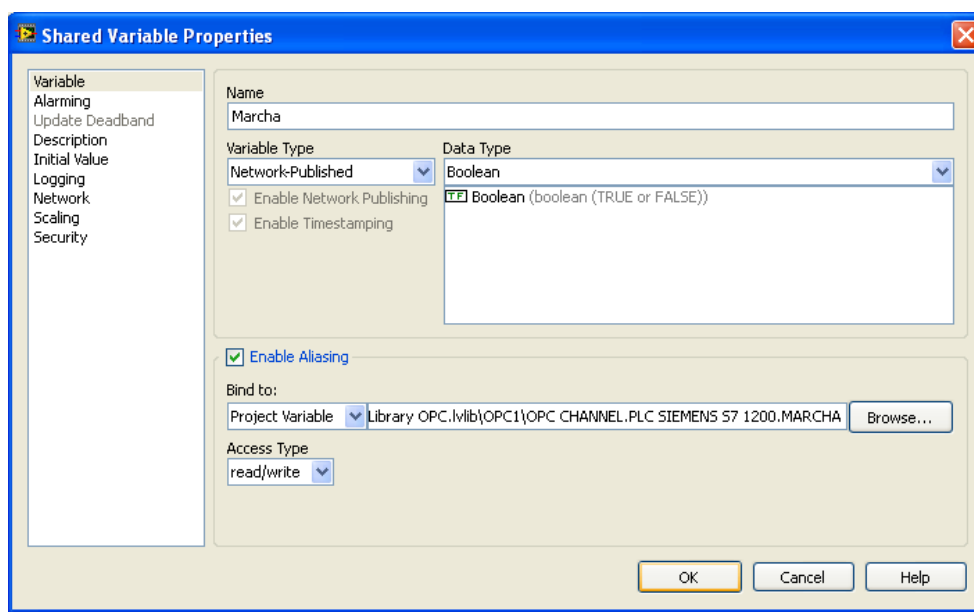 Shared Variable Properties
Variable
Alarming
Update Deadband
Description
Initial Value
Logging
Network
Scaling
Security
Name
Marcha
Variable Type
Network-Published
Enable Network Publishing
Enable Timestamping
Data Type
Boolean
TF Boolean (boolean (TRUE or FALSE))
Enable Aliasing
Bind to:
Project Variable Library OPC.lvlib\OPC1\OPC CHANNEL.PLC SIEMENS S7 1200.MARCHA Browse...
Access Type
read/write
OK Cancel Help